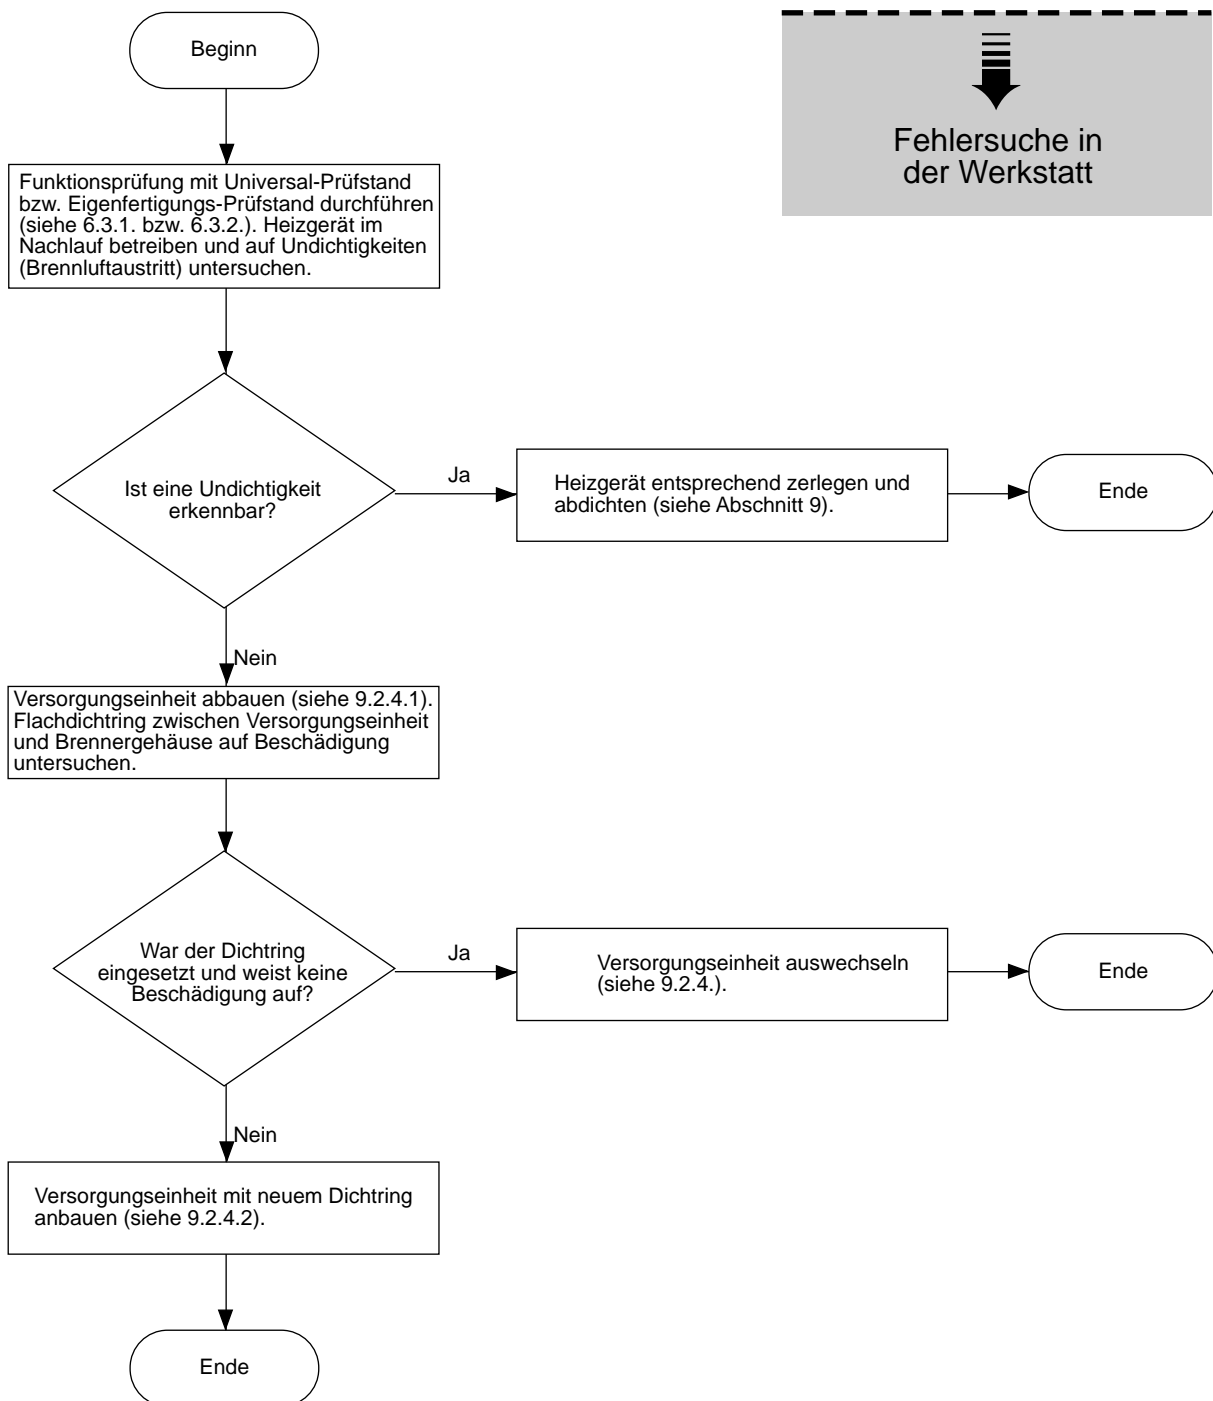 Beginn
Fehlersuche in
der Werkstatt
Funktionsprüfung mit Universal-Prüfstand
bzw. Eigenfertigungs-Prüfstand durchführen
(siehe 6.3.1. bzw. 6.3.2.). Heizgerät im
Nachlauf betreiben und auf Undichtigkeiten
(Brennluftaustritt) untersuchen.
Ist eine Undichtigkeit
erkennbar?
Ja
Heizgerät entsprechend zerlegen und
abdichten (siehe Abschnitt 9).
Ende
Nein
Versorgungseinheit abbauen (siehe 9.2.4.1).
Flachdichtring zwischen Versorgungseinheit
und Brennergehäuse auf Beschädigung
untersuchen.
War der Dichtring
eingesetzt und weist keine
Beschädigung auf?
Ja
Versorgungseinheit auswechseln
(siehe 9.2.4.).
Ende
Nein
Versorgungseinheit mit neuem Dichtring
anbauen (siehe 9.2.4.2).
Ende